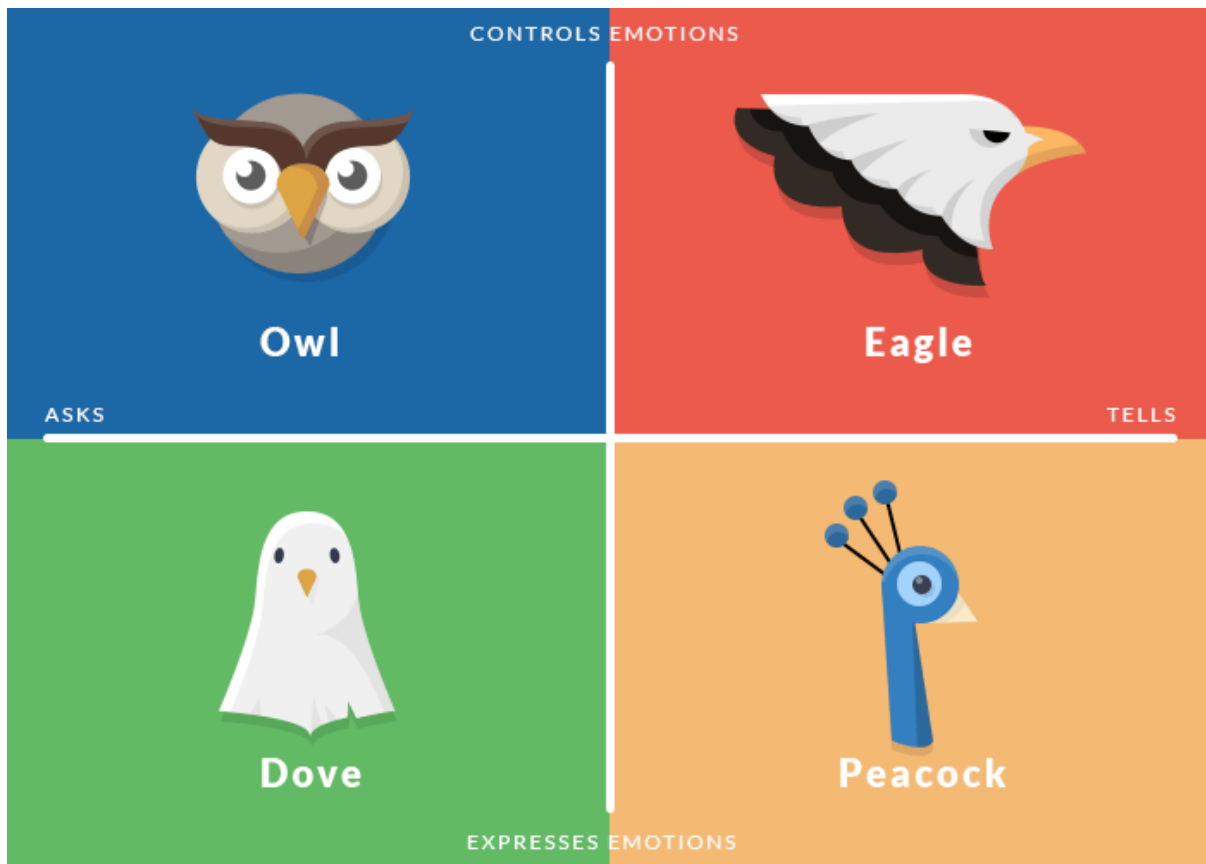 CONTROLS EMOTIONS
Owl
Eagle
ASKS
TELLS
Dove
Peacock
EXPRESSES EMOTIONS